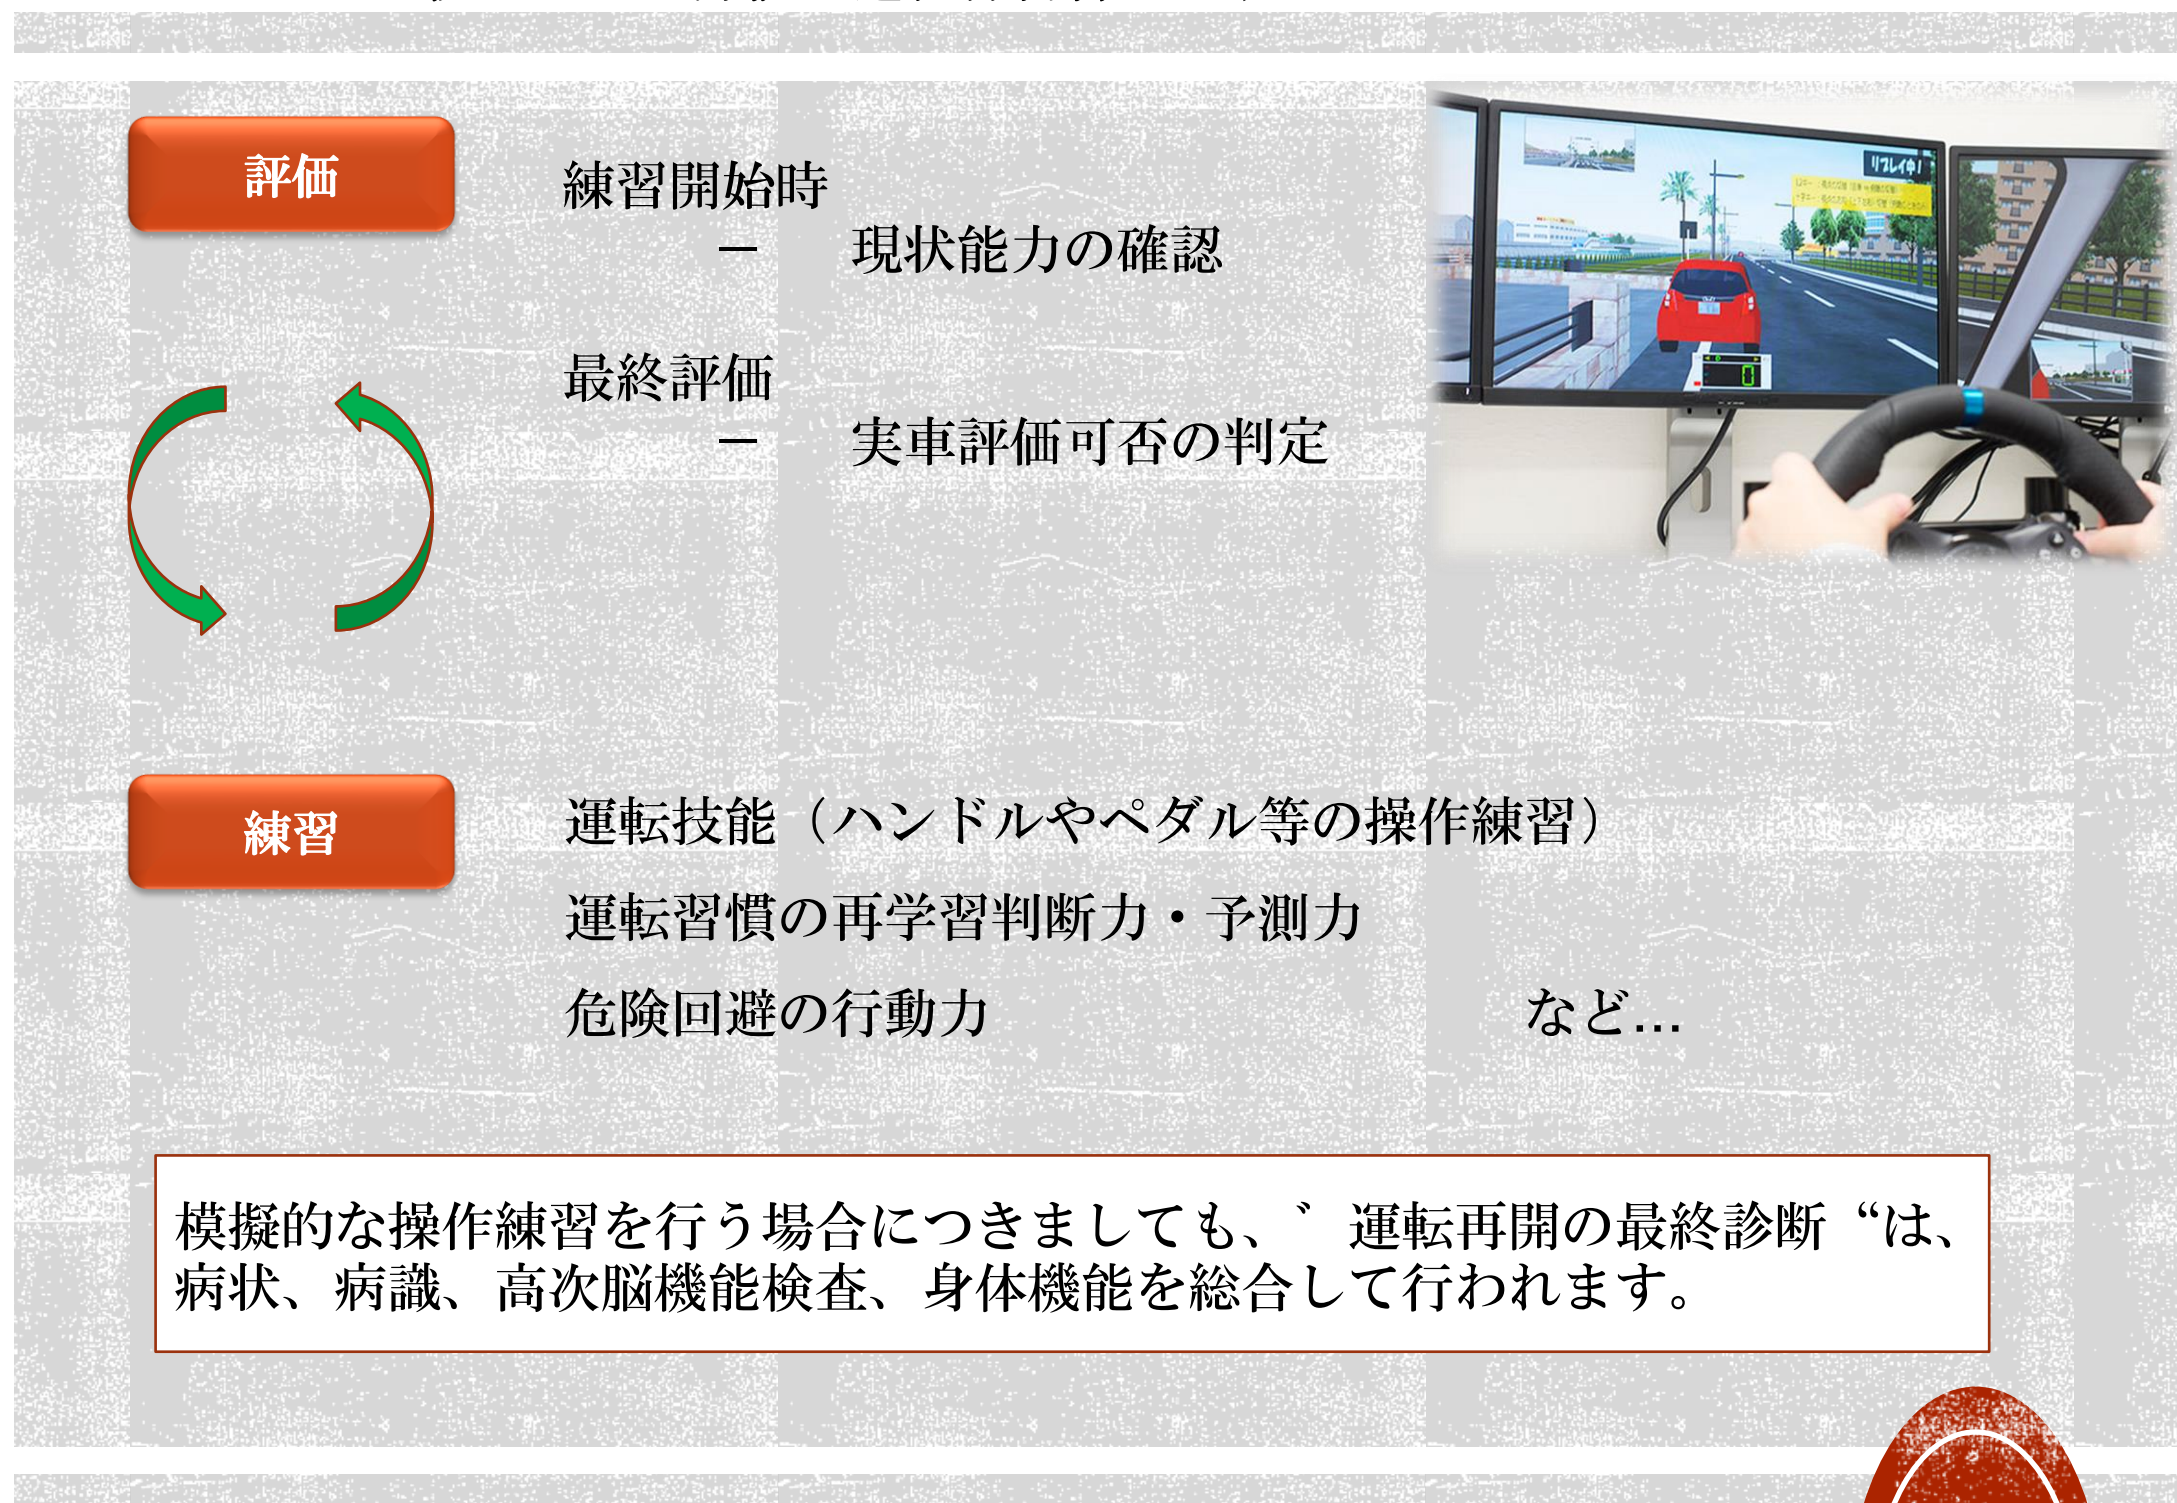 評価
練習開始時
－ 現状能力の確認
最終評価
－ 実車評価可否の判定
リプレイ中！
練習
運転技能（ハンドルやペダル等の操作練習）
運転習慣の再学習判断力・予測力
危険回避の行動力 など…
模擬的な操作練習を行う場合につきましても、゛運転再開の最終診断“は、
病状、病識、高次脳機能検査、身体機能を総合して行われます。